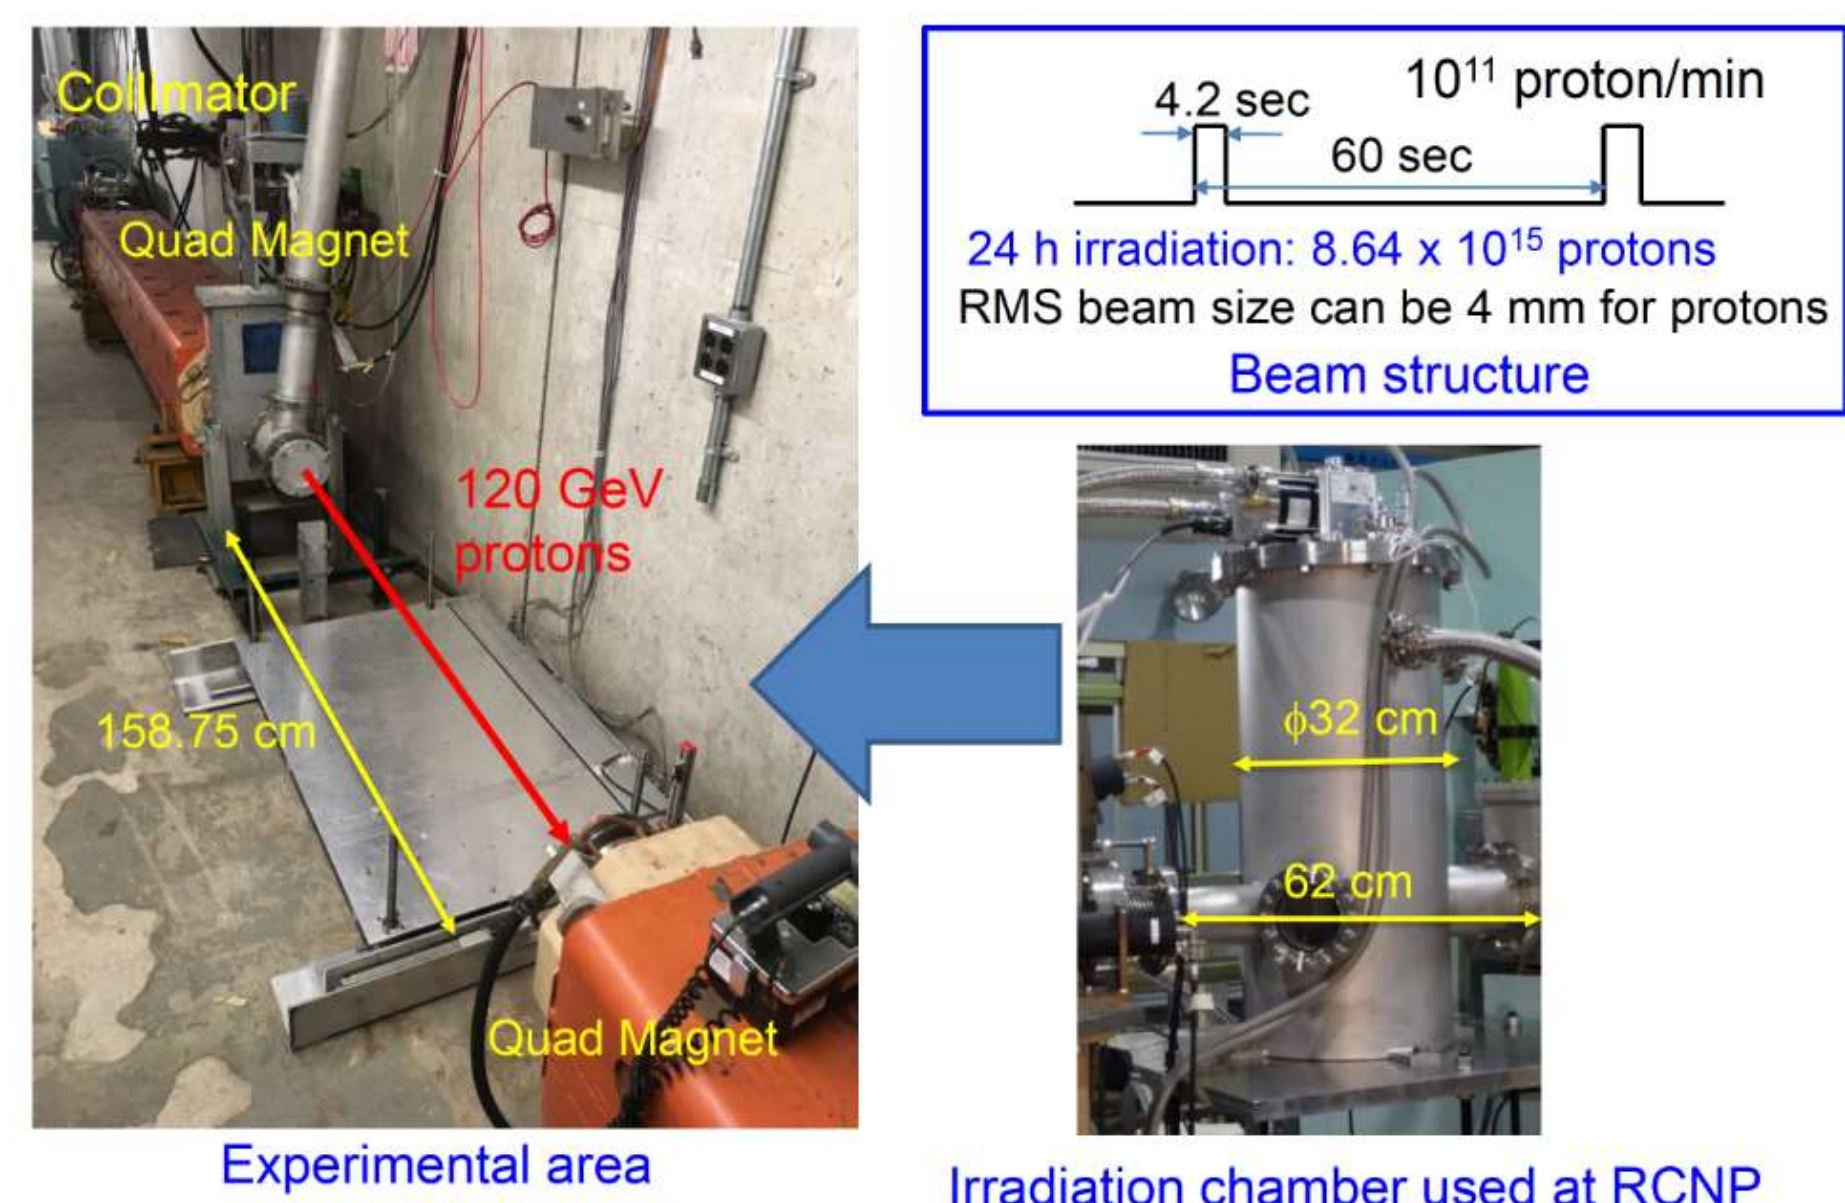 Collimator
Quad Magnet
120 GeV
protons
158.75 cm
Quad Magnet
Experimental area
10¹¹ proton/min
4.2 sec
60 sec
24 h irradiation: 8.64 x 10¹⁵ protons
RMS beam size can be 4 mm for protons
Beam structure
ϕ32 cm
62 cm
Irradiation chamber used at RCNP